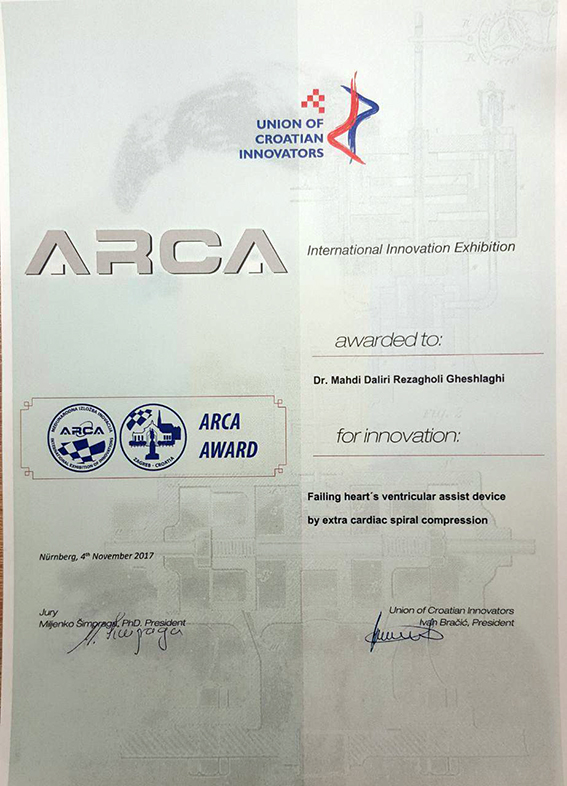 UNION OF
CROATIAN
INNOVATORS
ARCA
International Innovation Exhibition
awarded to:
Dr. Mahdi Daliri Rezagholi Gheshlaghi
ARCA
ZAGREB - CROATIA
ARCA
AWARD
for innovation:
Failing heart´s ventricular assist device
by extra cardiac spiral compression
Nürnberg, 4th November 2017
Jury
Miljenko Šimpraga, PhD, President
Union of Croatian Innovators
Ivan Bračić, President